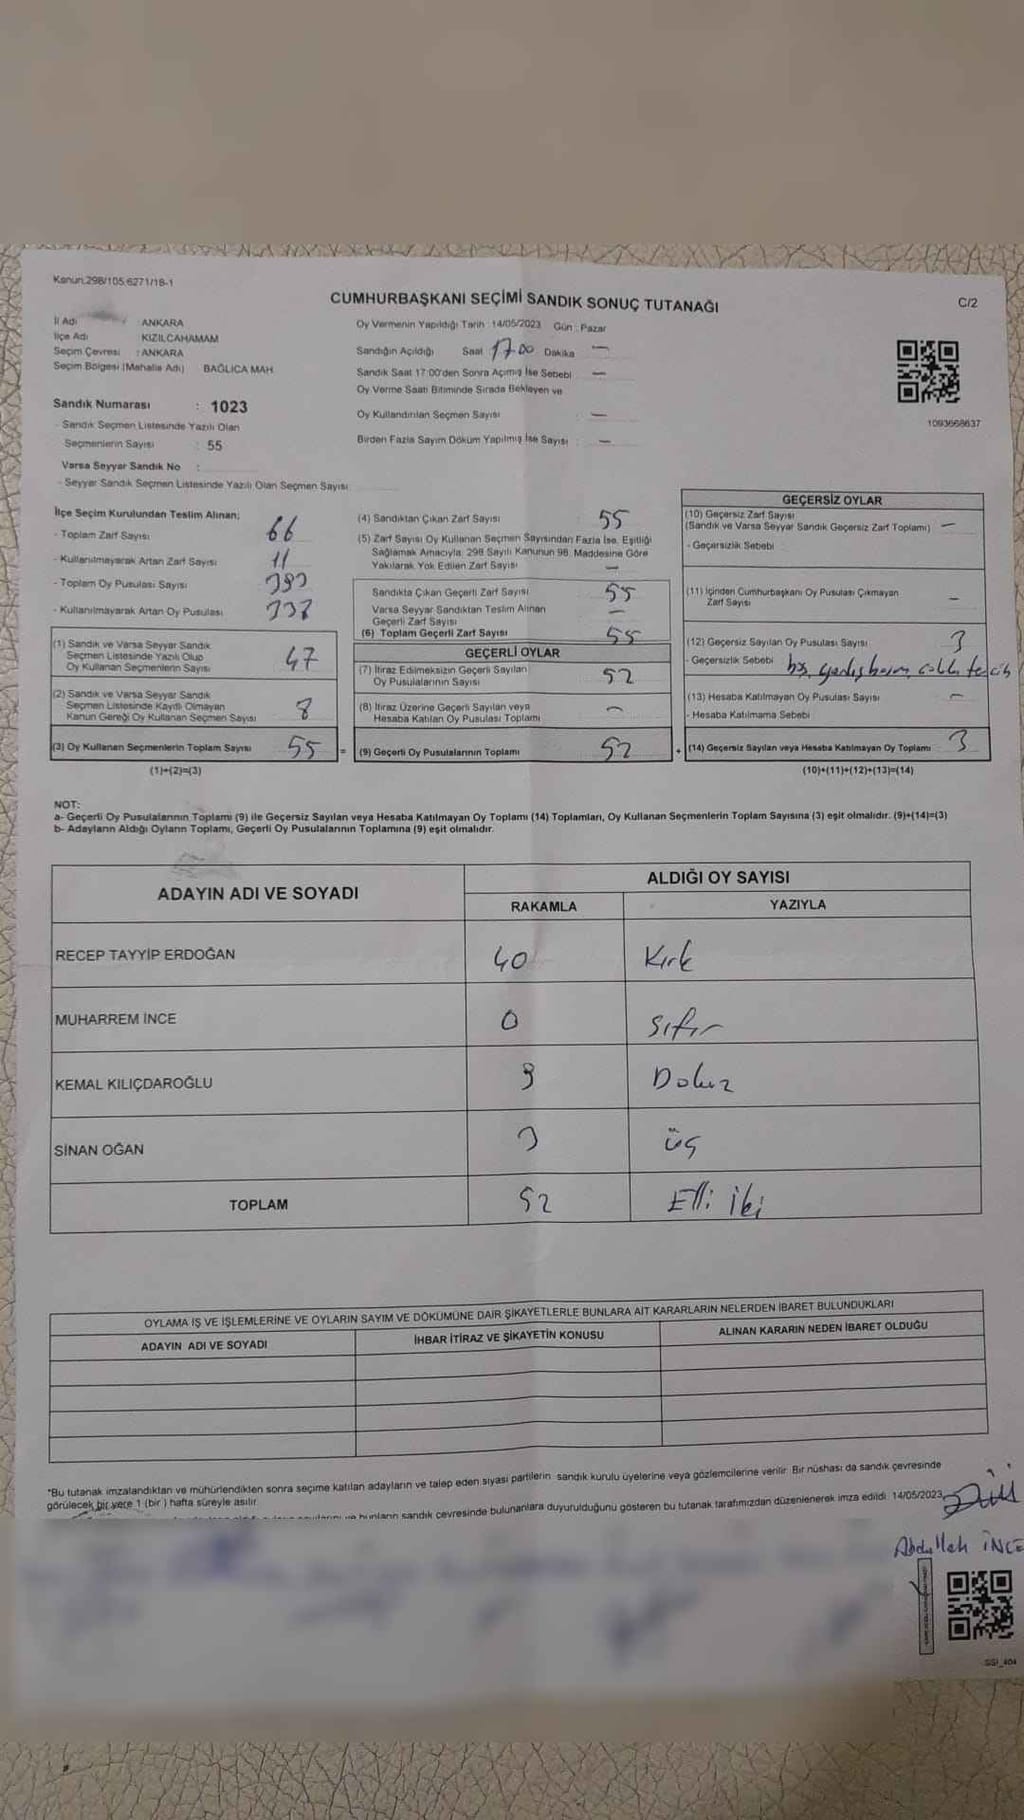 Kanun:298/105,6271/18-1
CUMHURBAŞKANI SEÇİMİ SANDIK SONUÇ TUTANAĞI
C/2
İl Adı : ANKARA
İlçe Adı : KIZILCAHAMAM
Seçim Çevresi : ANKARA
Seçim Bölgesi (Mahalle Adı) BAĞLICA MAH.
Sandık Numarası : 1023
- Sandık Seçmen Listesinde Yazılı Olan
Seçmenlerin Sayısı : 55
Varsa Seyyar Sandık No :
- Seyyar Sandık Seçmen Listesinde Yazılı Olan Seçmen Sayısı
Oy Vermenin Yapıldığı Tarih : 14/05/2023 Gün : Pazar
Sandığın Açıldığı Saat 17.00 Dakika —
Sandık Saat 17:00'den Sonra Açımış İse Sebebi —
Oy Verme Saati Bitiminde Sırada Bekleyen ve
Oy Kullandırılan Seçmen Sayısı : —
Birden Fazla Sayım Döküm Yapılmış İse Sayısı : —
1093668637
İlçe Seçim Kurulundan Teslim Alınan;
- Toplam Zarf Sayısı 66
- Kullanılmayarak Artan Zarf Sayısı 11
- Toplam Oy Pusulası Sayısı
- Kullanılmayarak Artan Oy Pusulası
(1) Sandık ve Varsa Seyyar Sandık
Seçmen Listesinde Yazılı Olup
Oy Kullanan Seçmenlerin Sayısı 47
(2) Sandık ve Varsa Seyyar Sandık
Seçmen Listesinde Kayıtlı Olmayan
Kanun Gereği Oy Kullanan Seçmen Sayısı 8
(3) Oy Kullanan Seçmenlerin Toplam Sayısı 55 =
(1)+(2)=(3)
(4) Sandıktan Çıkan Zarf Sayısı 55
(5) Zarf Sayısı Oy Kullanan Seçmen Sayısından Fazla İse, Eşitliği
Sağlamak Amacıyla, 298 Sayılı Kanunun 98. Maddesine Göre
Yakılarak Yok Edilen Zarf Sayısı —
Sandıkta Çıkan Geçerli Zarf Sayısı 55
Varsa Seyyar Sandıktan Teslim Alınan
Geçerli Zarf Sayısı —
(6) Toplam Geçerli Zarf Sayısı 55
GEÇERLİ OYLAR
(7) İtiraz Edilmeksizin Geçerli Sayılan
Oy Pusulalarının Sayısı 52
(8) İtiraz Üzerine Geçerli Sayılan veya
Hesaba Katılan Oy Pusulası Toplamı —
(9) Geçerli Oy Pusulalarının Toplamı 52 +
GEÇERSİZ OYLAR
(10) Geçersiz Zarf Sayısı
(Sandık ve Varsa Seyyar Sandık Geçersiz Zarf Toplamı) —
- Geçersizlik Sebebi :
(11) İçinden Cumhurbaşkanı Oy Pusulası Çıkmayan
Zarf Sayısı —
(12) Geçersiz Sayılan Oy Pusulası Sayısı 3
- Geçersizlik Sebebi
(13) Hesaba Katılmayan Oy Pusulası Sayısı —
- Hesaba Katılmama Sebebi
(14) Geçersiz Sayılan veya Hesaba Katılmayan Oy Toplamı 3
(10)+(11)+(12)+(13)=(14)
NOT:
a- Geçerli Oy Pusulalarının Toplamı (9) ile Geçersiz Sayılan veya Hesaba Katılmayan Oy Toplamı (14) Toplamları, Oy Kullanan Seçmenlerin Toplam Sayısına (3) eşit olmalıdır. (9)+(14)=(3)
b- Adayların Aldığı Oyların Toplamı, Geçerli Oy Pusulalarının Toplamına (9) eşit olmalıdır.
ADAYIN ADI VE SOYADI
ALDIĞI OY SAYISI
RAKAMLA YAZIYLA
RECEP TAYYİP ERDOĞAN 40 Kırk
MUHARREM İNCE 0 Sıfır
KEMAL KILIÇDAROĞLU 9 Dokuz
SİNAN OĞAN 3 üç
TOPLAM 52 Elli iki
OYLAMA İŞ VE İŞLEMLERİNE VE OYLARIN SAYIM VE DÖKÜMÜNE DAİR ŞİKAYETLERLE BUNLARA AİT KARARLARIN NELERDEN İBARET BULUNDUKLARI
ADAYIN ADI VE SOYADI İHBAR İTİRAZ VE ŞİKAYETİN KONUSU ALINAN KARARIN NEDEN İBARET OLDUĞU
*Bu tutanak imzalandıktan ve mühürlendikten sonra seçime katılan adayların ve talep eden siyasi partilerin sandık kurulu üyelerine veya gözlemcilerine verilir. Bir nüshası da sandık çevresinde
görülecek bir yere 1 (bir ) hafta süreyle asılır.
bunların sandık çevresinde bulunanlara duyurulduğunu gösteren bu tutanak tarafımızdan düzenlenerek imza edildi. 14/05/2023
Abdullah İNCE
SSİ_404